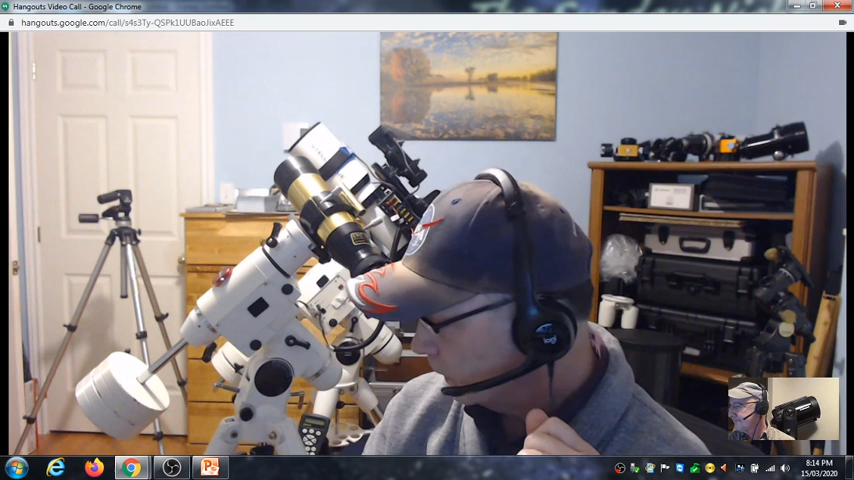 Hangouts Video Call - Google Chrome
hangouts.google.com/call/s4s3Ty-QSPk1UUBaoJixAEEE
8:14 PM
15/03/2020